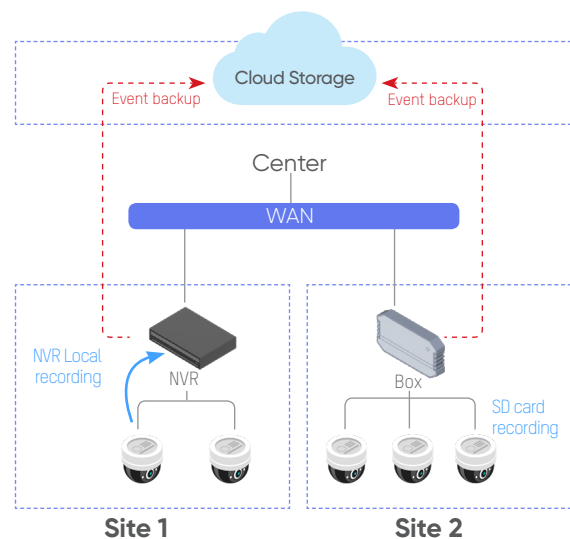 Cloud Storage
Event backup
Event backup
Center
WAN
NVR Local
recording
NVR
Box
SD card
recording
Site 1
Site 2